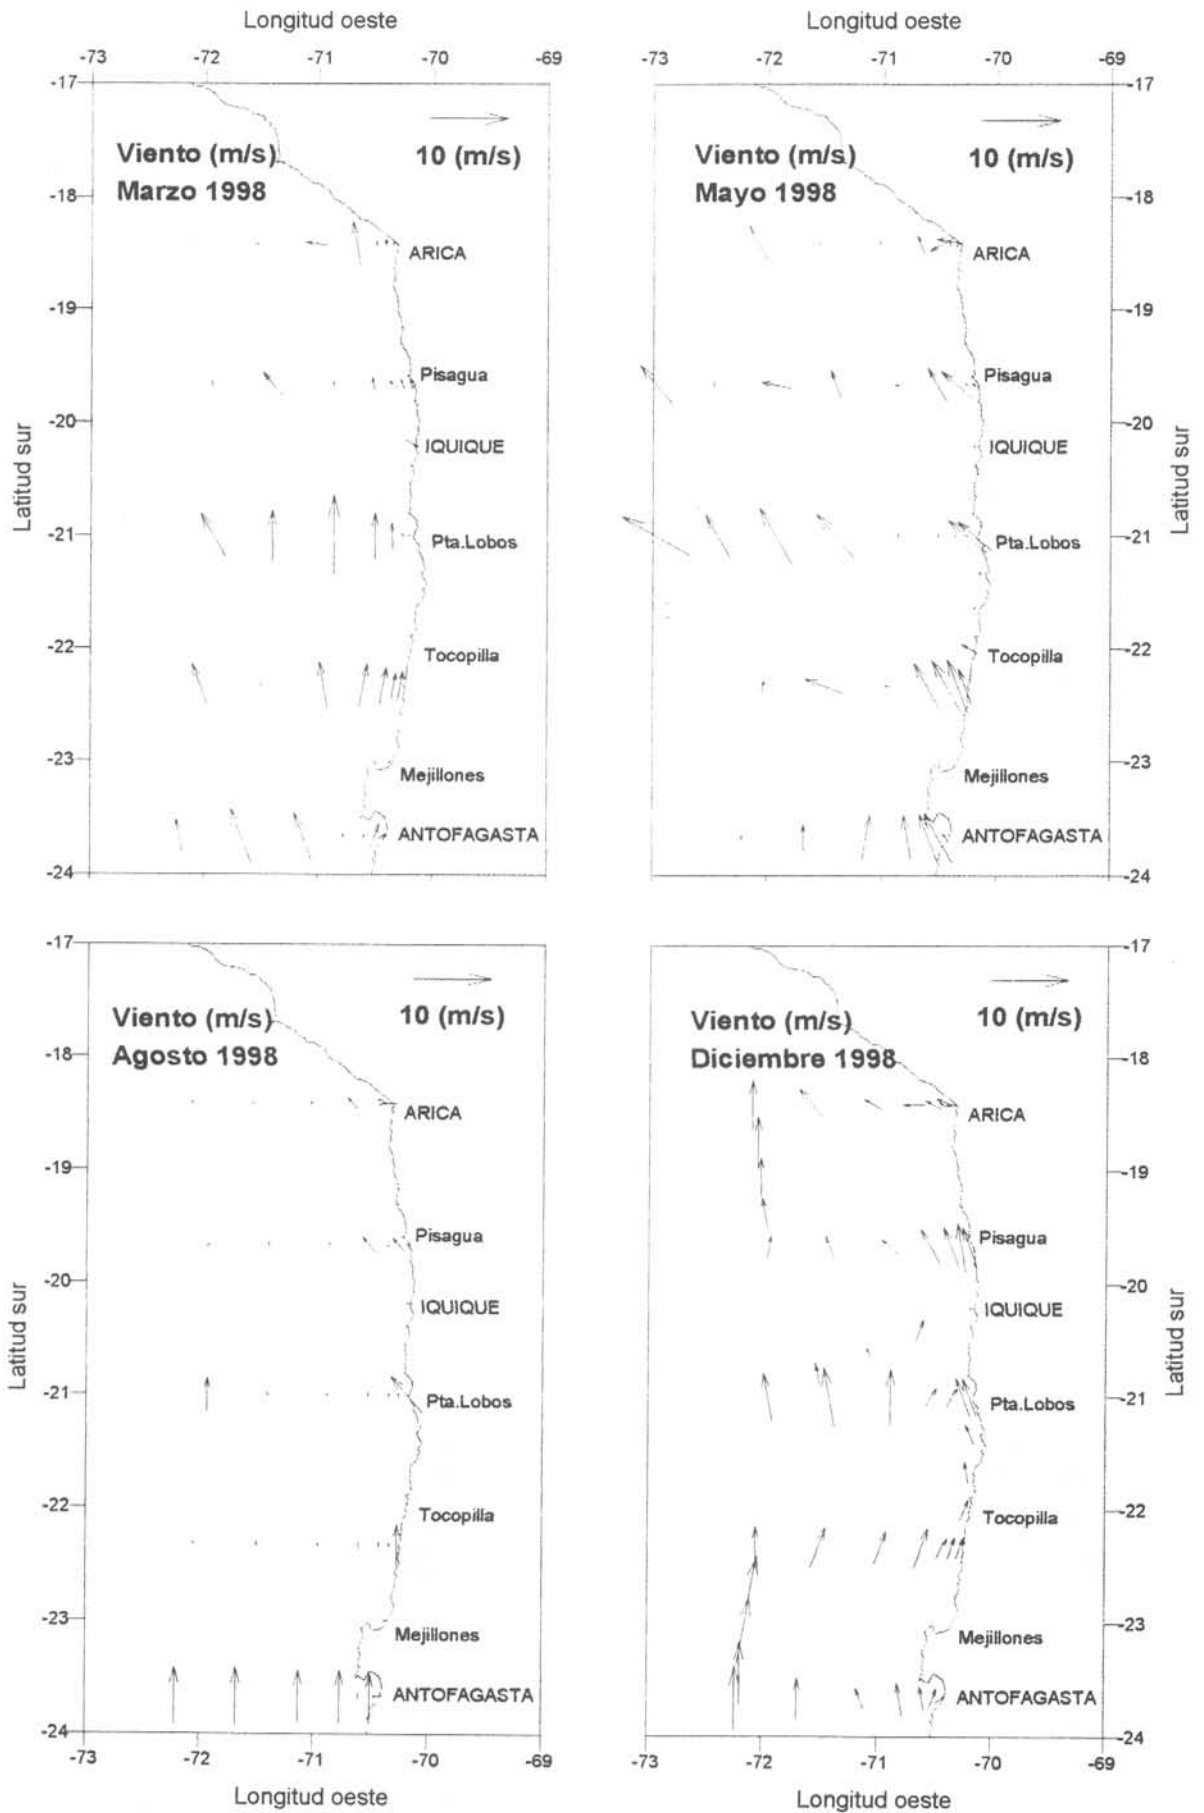 Longitud oeste
Longitud oeste
-73 -72 -71 -70 -69
-73 -72 -71 -70 -69
-17
Viento (m/s)
Marzo 1998
10 (m/s)
-18
ARICA
-19
Pisagua
-20
IQUIQUE
-21
Pta.Lobos
-22
Tocopilla
-23
Mejillones
ANTOFAGASTA
-24
Latitud sur
-17
Viento (m/s)
Mayo 1998
10 (m/s)
-18
ARICA
-19
Pisagua
-20
IQUIQUE
-21
Pta.Lobos
-22
Tocopilla
-23
Mejillones
ANTOFAGASTA
-24
Latitud sur
-17
Viento (m/s)
Agosto 1998
10 (m/s)
-18
ARICA
-19
Pisagua
-20
IQUIQUE
-21
Pta.Lobos
-22
Tocopilla
-23
Mejillones
ANTOFAGASTA
-24
Latitud sur
-73 -72 -71 -70 -69
Longitud oeste
-17
Viento (m/s)
Diciembre 1998
10 (m/s)
-18
ARICA
-19
Pisagua
-20
IQUIQUE
-21
Pta.Lobos
-22
Tocopilla
-23
Mejillones
ANTOFAGASTA
-24
Latitud sur
-73 -72 -71 -70 -69
Longitud oeste